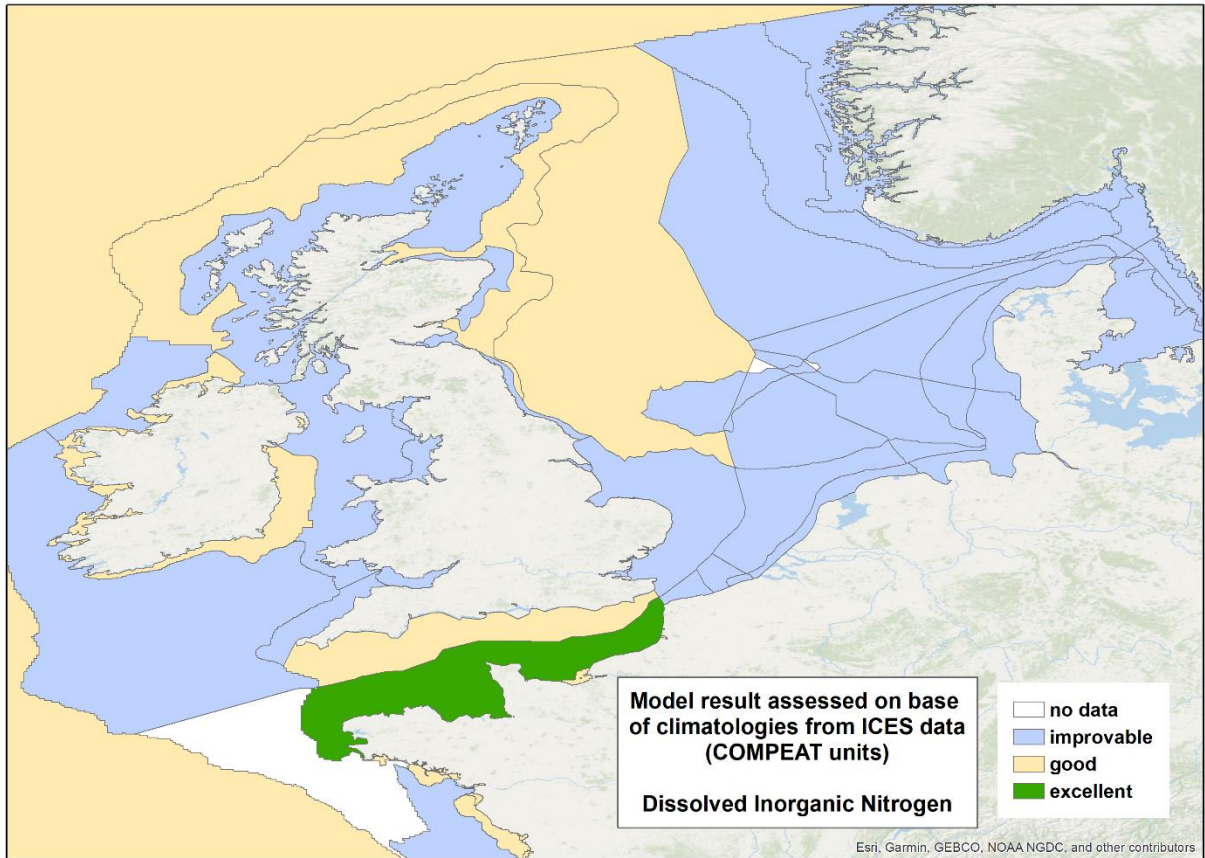 Model result assessed on base
of climatologies from ICES data
(COMPEAT units)
Dissolved Inorganic Nitrogen
no data
improvable
good
excellent
Esri, Garmin, GEBCO, NOAA NGDC, and other contributors